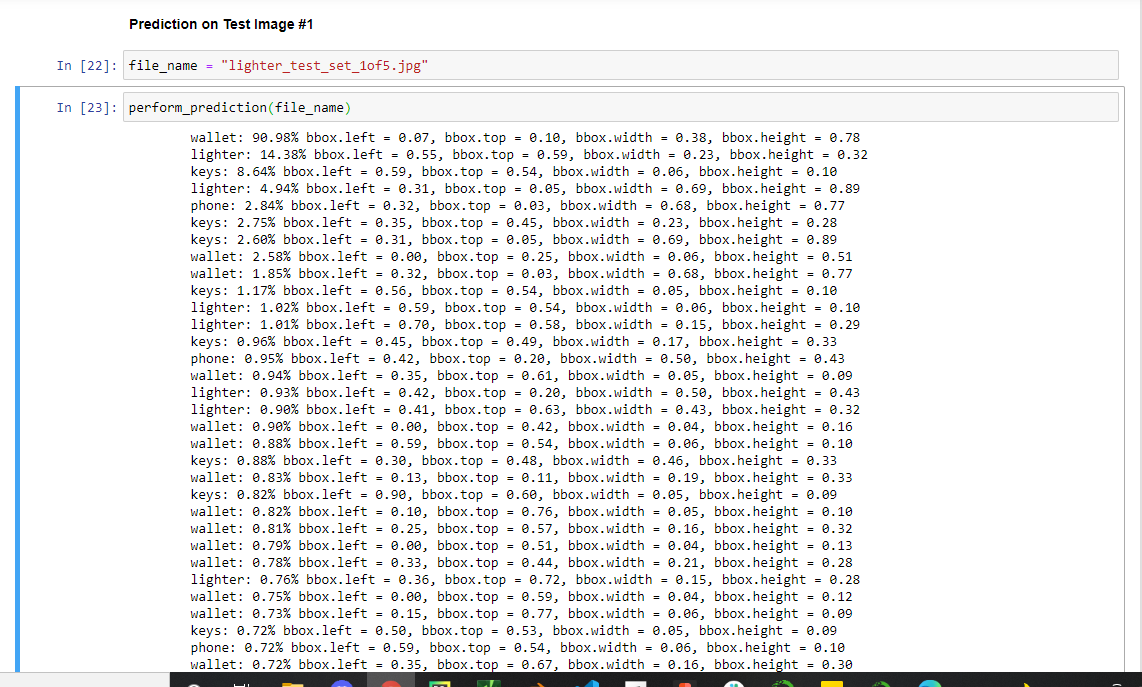 Prediction on Test Image #1
In [22]: file_name = "lighter_test_set_1of5.jpg"
In [23]: perform_prediction(file_name)
wallet: 90.98% bbox.left = 0.07, bbox.top = 0.10, bbox.width = 0.38, bbox.height = 0.78
lighter: 14.38% bbox.left = 0.55, bbox.top = 0.59, bbox.width = 0.23, bbox.height = 0.32
keys: 8.64% bbox.left = 0.59, bbox.top = 0.54, bbox.width = 0.06, bbox.height = 0.10
lighter: 4.94% bbox.left = 0.31, bbox.top = 0.05, bbox.width = 0.69, bbox.height = 0.89
phone: 2.84% bbox.left = 0.32, bbox.top = 0.03, bbox.width = 0.68, bbox.height = 0.77
keys: 2.75% bbox.left = 0.35, bbox.top = 0.45, bbox.width = 0.23, bbox.height = 0.28
keys: 2.60% bbox.left = 0.31, bbox.top = 0.05, bbox.width = 0.69, bbox.height = 0.89
wallet: 2.58% bbox.left = 0.00, bbox.top = 0.25, bbox.width = 0.06, bbox.height = 0.51
wallet: 1.85% bbox.left = 0.32, bbox.top = 0.03, bbox.width = 0.68, bbox.height = 0.77
keys: 1.17% bbox.left = 0.56, bbox.top = 0.54, bbox.width = 0.05, bbox.height = 0.10
lighter: 1.02% bbox.left = 0.59, bbox.top = 0.54, bbox.width = 0.06, bbox.height = 0.10
lighter: 1.01% bbox.left = 0.70, bbox.top = 0.58, bbox.width = 0.15, bbox.height = 0.29
keys: 0.96% bbox.left = 0.45, bbox.top = 0.49, bbox.width = 0.17, bbox.height = 0.33
phone: 0.95% bbox.left = 0.42, bbox.top = 0.20, bbox.width = 0.50, bbox.height = 0.43
wallet: 0.94% bbox.left = 0.35, bbox.top = 0.61, bbox.width = 0.05, bbox.height = 0.09
lighter: 0.93% bbox.left = 0.42, bbox.top = 0.20, bbox.width = 0.50, bbox.height = 0.43
lighter: 0.90% bbox.left = 0.41, bbox.top = 0.63, bbox.width = 0.43, bbox.height = 0.32
wallet: 0.90% bbox.left = 0.00, bbox.top = 0.42, bbox.width = 0.04, bbox.height = 0.16
wallet: 0.88% bbox.left = 0.59, bbox.top = 0.54, bbox.width = 0.06, bbox.height = 0.10
keys: 0.88% bbox.left = 0.30, bbox.top = 0.48, bbox.width = 0.46, bbox.height = 0.33
wallet: 0.83% bbox.left = 0.13, bbox.top = 0.11, bbox.width = 0.19, bbox.height = 0.33
keys: 0.82% bbox.left = 0.90, bbox.top = 0.60, bbox.width = 0.05, bbox.height = 0.09
wallet: 0.82% bbox.left = 0.10, bbox.top = 0.76, bbox.width = 0.05, bbox.height = 0.10
wallet: 0.81% bbox.left = 0.25, bbox.top = 0.57, bbox.width = 0.16, bbox.height = 0.32
wallet: 0.79% bbox.left = 0.00, bbox.top = 0.51, bbox.width = 0.04, bbox.height = 0.13
wallet: 0.78% bbox.left = 0.33, bbox.top = 0.44, bbox.width = 0.21, bbox.height = 0.28
lighter: 0.76% bbox.left = 0.36, bbox.top = 0.72, bbox.width = 0.15, bbox.height = 0.28
wallet: 0.75% bbox.left = 0.00, bbox.top = 0.59, bbox.width = 0.04, bbox.height = 0.12
wallet: 0.73% bbox.left = 0.15, bbox.top = 0.77, bbox.width = 0.06, bbox.height = 0.09
keys: 0.72% bbox.left = 0.50, bbox.top = 0.53, bbox.width = 0.05, bbox.height = 0.09
phone: 0.72% bbox.left = 0.59, bbox.top = 0.54, bbox.width = 0.06, bbox.height = 0.10
wallet: 0.72% bbox.left = 0.35, bbox.top = 0.67, bbox.width = 0.16, bbox.height = 0.30